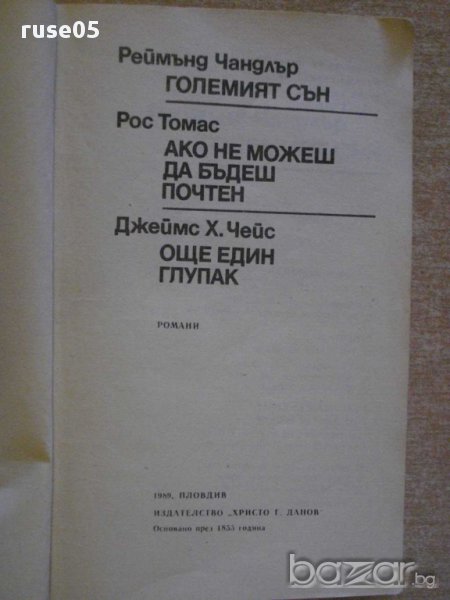 ruse05
Реймънд Чандлър
ГОЛЕМИЯТ СЪН
Рос Томас
АКО НЕ МОЖЕШ
ДА БЪДЕШ
ПОЧТЕН
Джеймс Х. Чейс
ОЩЕ ЕДИН
ГЛУПАК
РОМАНИ
1989, ПЛОВДИВ
ИЗДАТЕЛСТВО „ХРИСТО Г. ДАНОВ“
Основано през 1855 година
bazar.bg